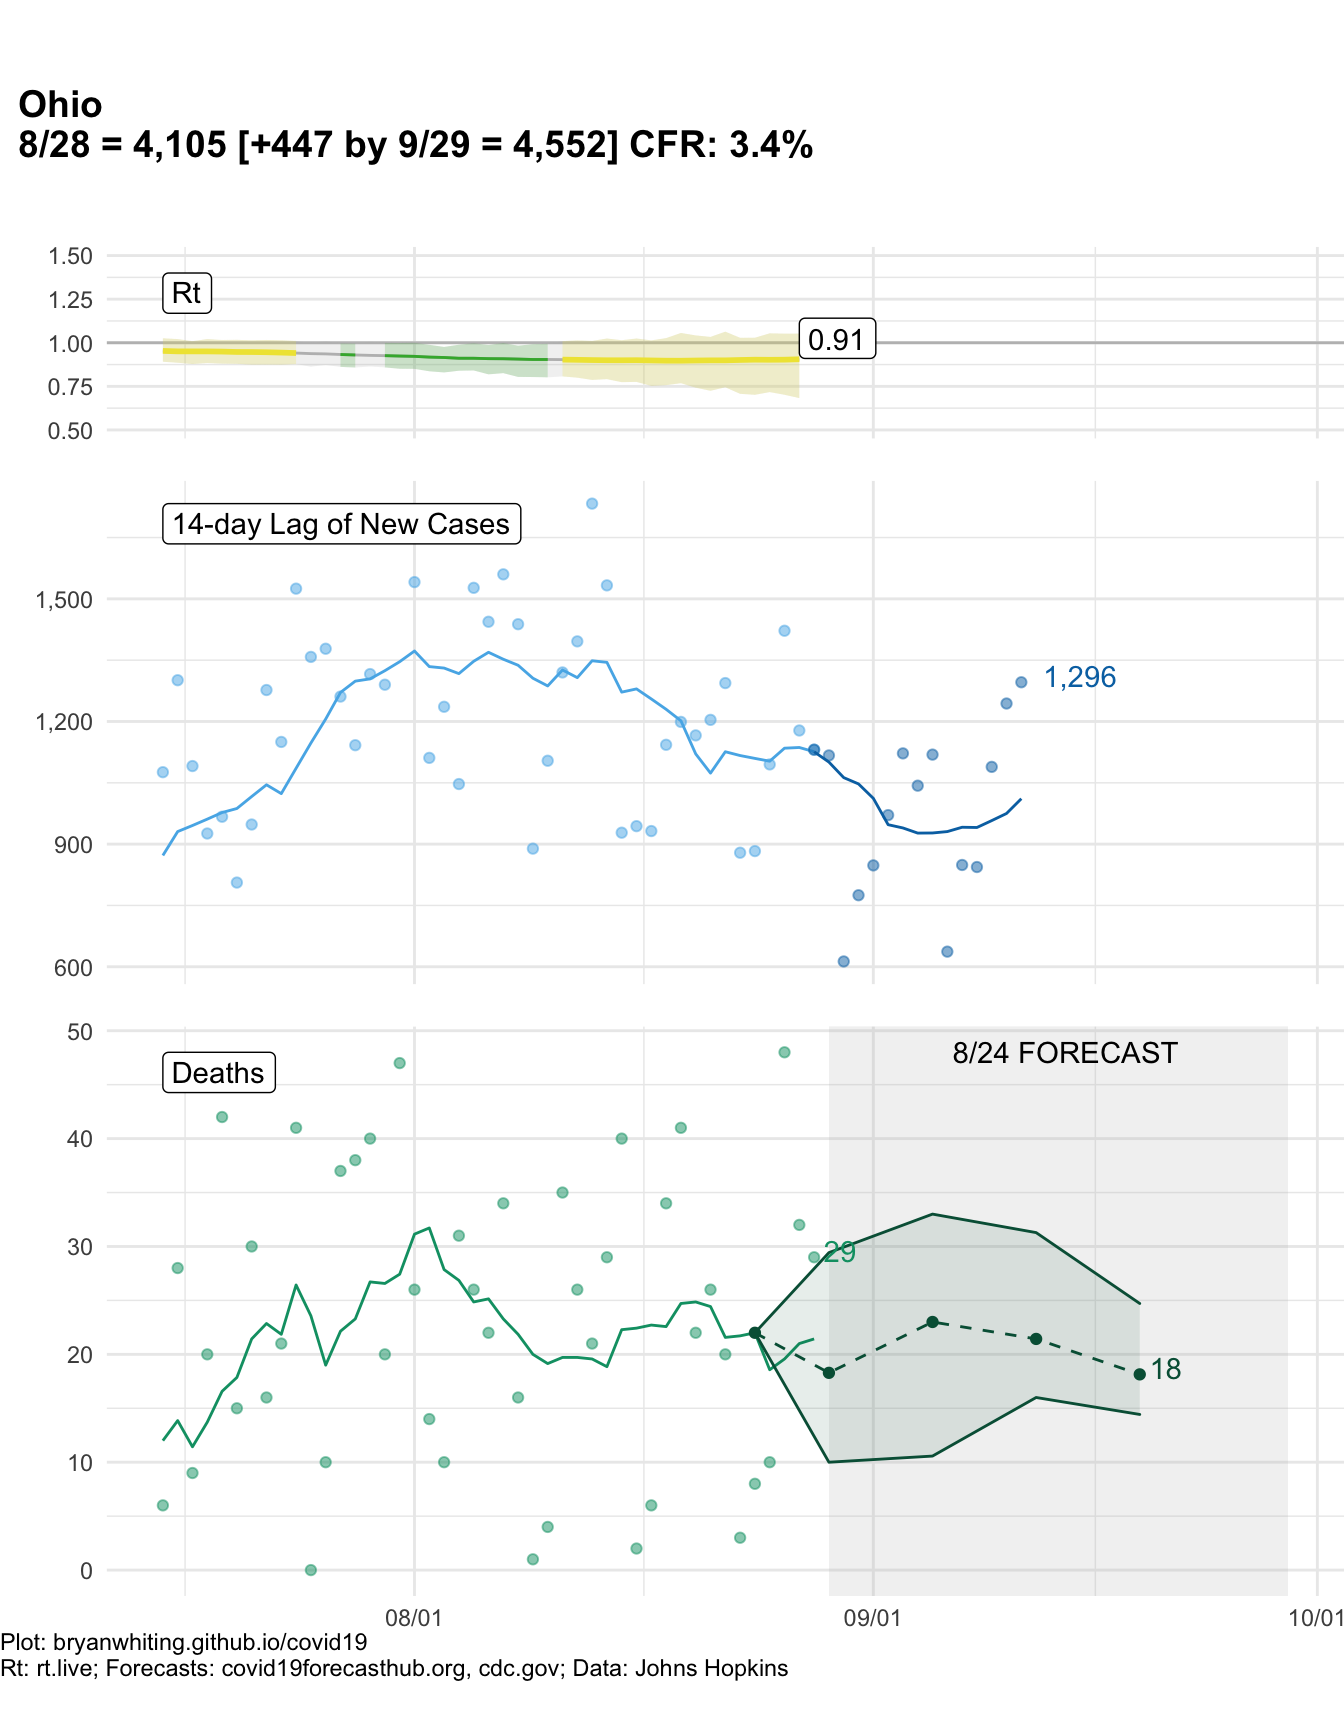 Ohio
8/28 = 4,105 [+447 by 9/29 = 4,552] CFR: 3.4%
1.50
Rt
1.25
1.00
0.91
0.75
0.50
14-day Lag of New Cases
1,500
1,296
1,200
900
600
50
8/24 FORECAST
Deaths
40
30
29
20
18
10
0
08/01
09/01
10/01
Plot: bryanwhiting.github.io/covid19
Rt: rt.live; Forecasts: covid19forecasthub.org, cdc.gov; Data: Johns Hopkins